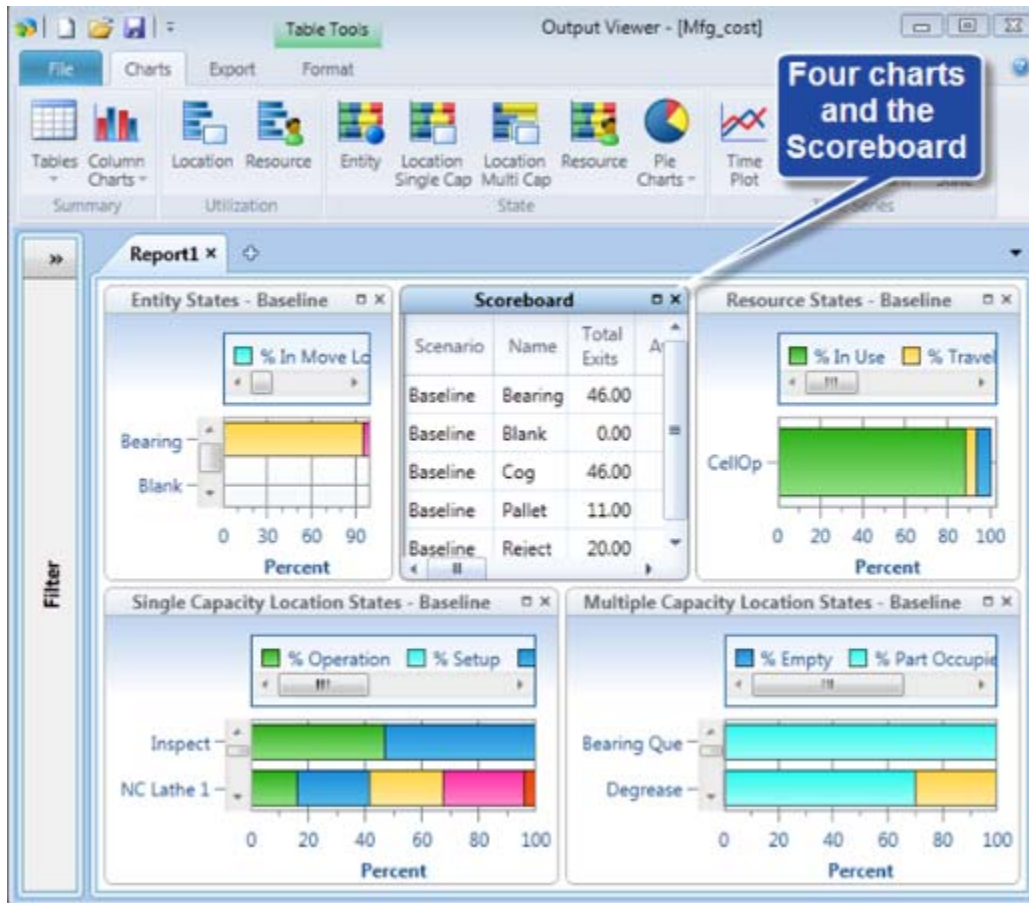 Table Tools
Output Viewer - [Mfg_cost]
File
Charts
Export
Format
Four charts
and the
Scoreboard
Tables
Column
Charts
Location
Resource
Entity
Location
Single Cap
Location
Multi Cap
Resource
Pie
Charts
Time
Plot
Summary
Utilization
State
Report1
Filter
Entity States - Baseline
% In Move Lo
Bearing
Blank
0 30 60 90
Percent
Scoreboard
Scenario Name Total
Exits
A
Baseline Bearing 46.00
Baseline Blank 0.00
Baseline Cog 46.00
Baseline Pallet 11.00
Baseline Reject 20.00
Resource States - Baseline
% In Use % Travel
CellOp
0 20 40 60 80 100
Percent
Single Capacity Location States - Baseline
% Operation % Setup
Inspect
NC Lathe 1
0 20 40 60 80 100
Percent
Multiple Capacity Location States - Baseline
% Empty % Part Occupie
Bearing Que
Degrease
0 20 40 60 80 100
Percent